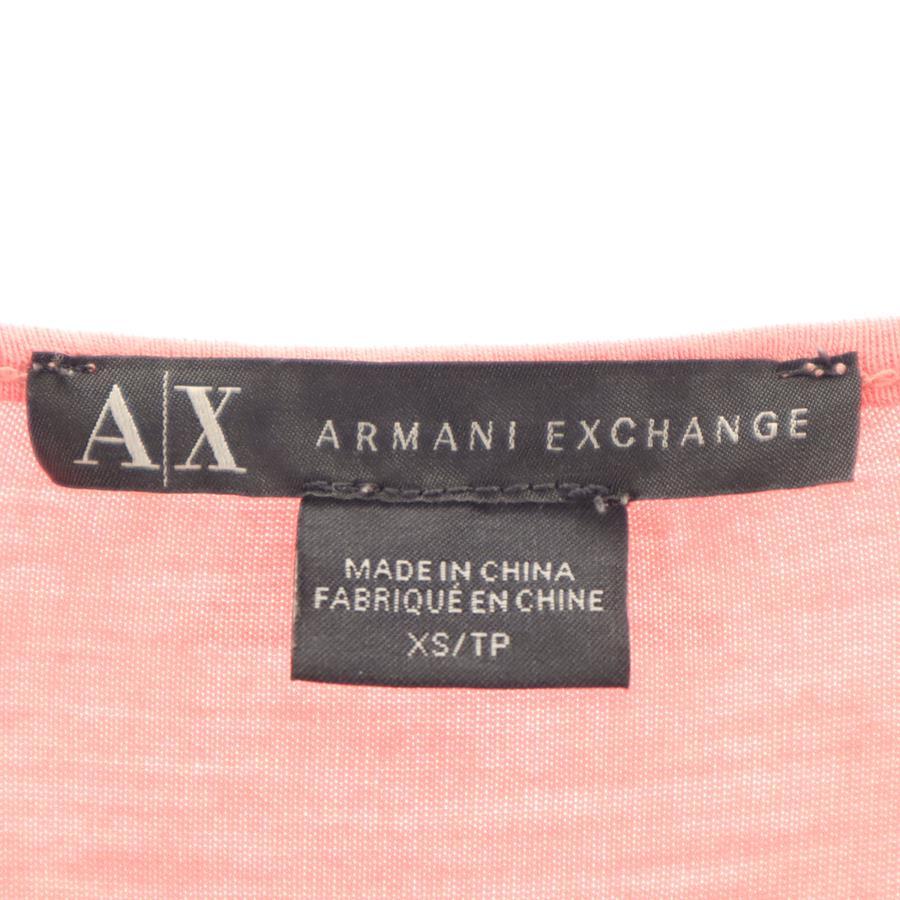 A|X ARMANI EXCHANGE
MADE IN CHINA
FABRIQUÉ EN CHINE
XS/TP